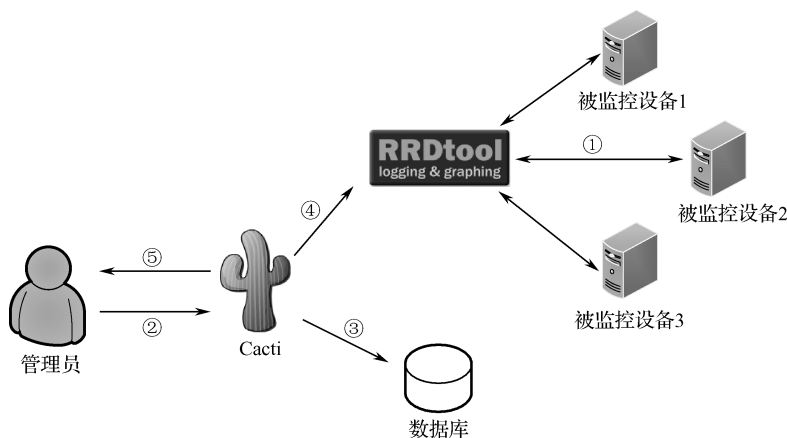 被监控设备1
RRDtool
logging & graphing
①
被监控设备2
④
⑤
②
管理员
Cacti
③
被监控设备3
数据库